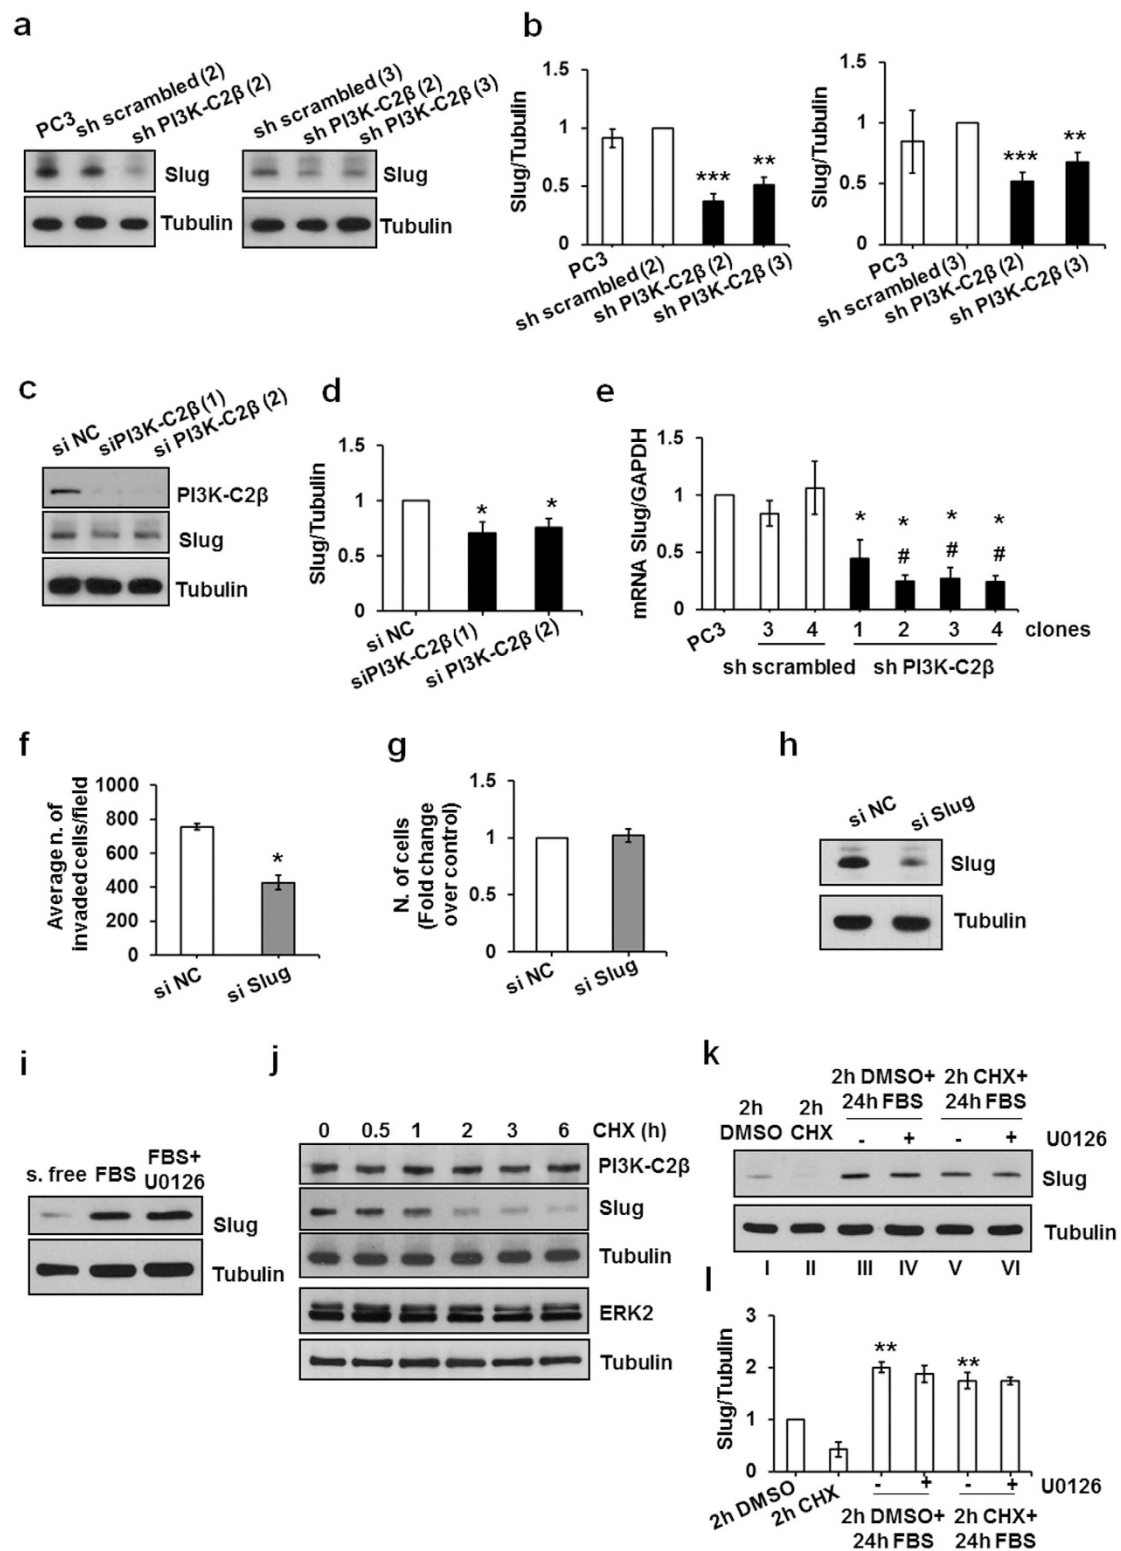 a
PC3
sh scrambled (2)
sh PI3K-C2β (2)
Slug
Tubulin
sh scrambled (3)
sh PI3K-C2β (2)
sh PI3K-C2β (3)
Slug
Tubulin
b
Slug/Tubulin
1.5
1
0.5
0
***
**
PC3
sh scrambled (2)
sh PI3K-C2β (2)
sh PI3K-C2β (3)
Slug/Tubulin
1.5
1
0.5
0
***
**
PC3
sh scrambled (3)
sh PI3K-C2β (2)
sh PI3K-C2β (3)
c
si NC
siPI3K-C2β (1)
si PI3K-C2β (2)
PI3K-C2β
Slug
Tubulin
d
Slug/Tubulin
1.5
1
0.5
0
*
*
si NC
siPI3K-C2β (1)
si PI3K-C2β (2)
e
mRNA Slug/GAPDH
1.5
1
0.5
0
* * * *
# # #
PC3
3 4 1 2 3 4 clones
sh scrambled sh PI3K-C2β
f
Average n. of
invaded cells/field
1000
800
600
400
200
0
*
si NC
si Slug
g
N. of cells
(Fold change
over control)
1.5
1
0.5
0
si NC
si Slug
h
si NC
si Slug
Slug
Tubulin
i
s. free FBS FBS+
U0126
Slug
Tubulin
j
0 0.5 1 2 3 6 CHX (h)
PI3K-C2β
Slug
Tubulin
ERK2
Tubulin
k
2h
DMSO
2h
CHX
2h DMSO+
24h FBS
2h CHX+
24h FBS
- + - + U0126
Slug
Tubulin
I II III IV V VI
l
Slug/Tubulin
3
2
1
0
**
**
2h DMSO
2h CHX
- + - + U0126
2h DMSO+
24h FBS
2h CHX+
24h FBS